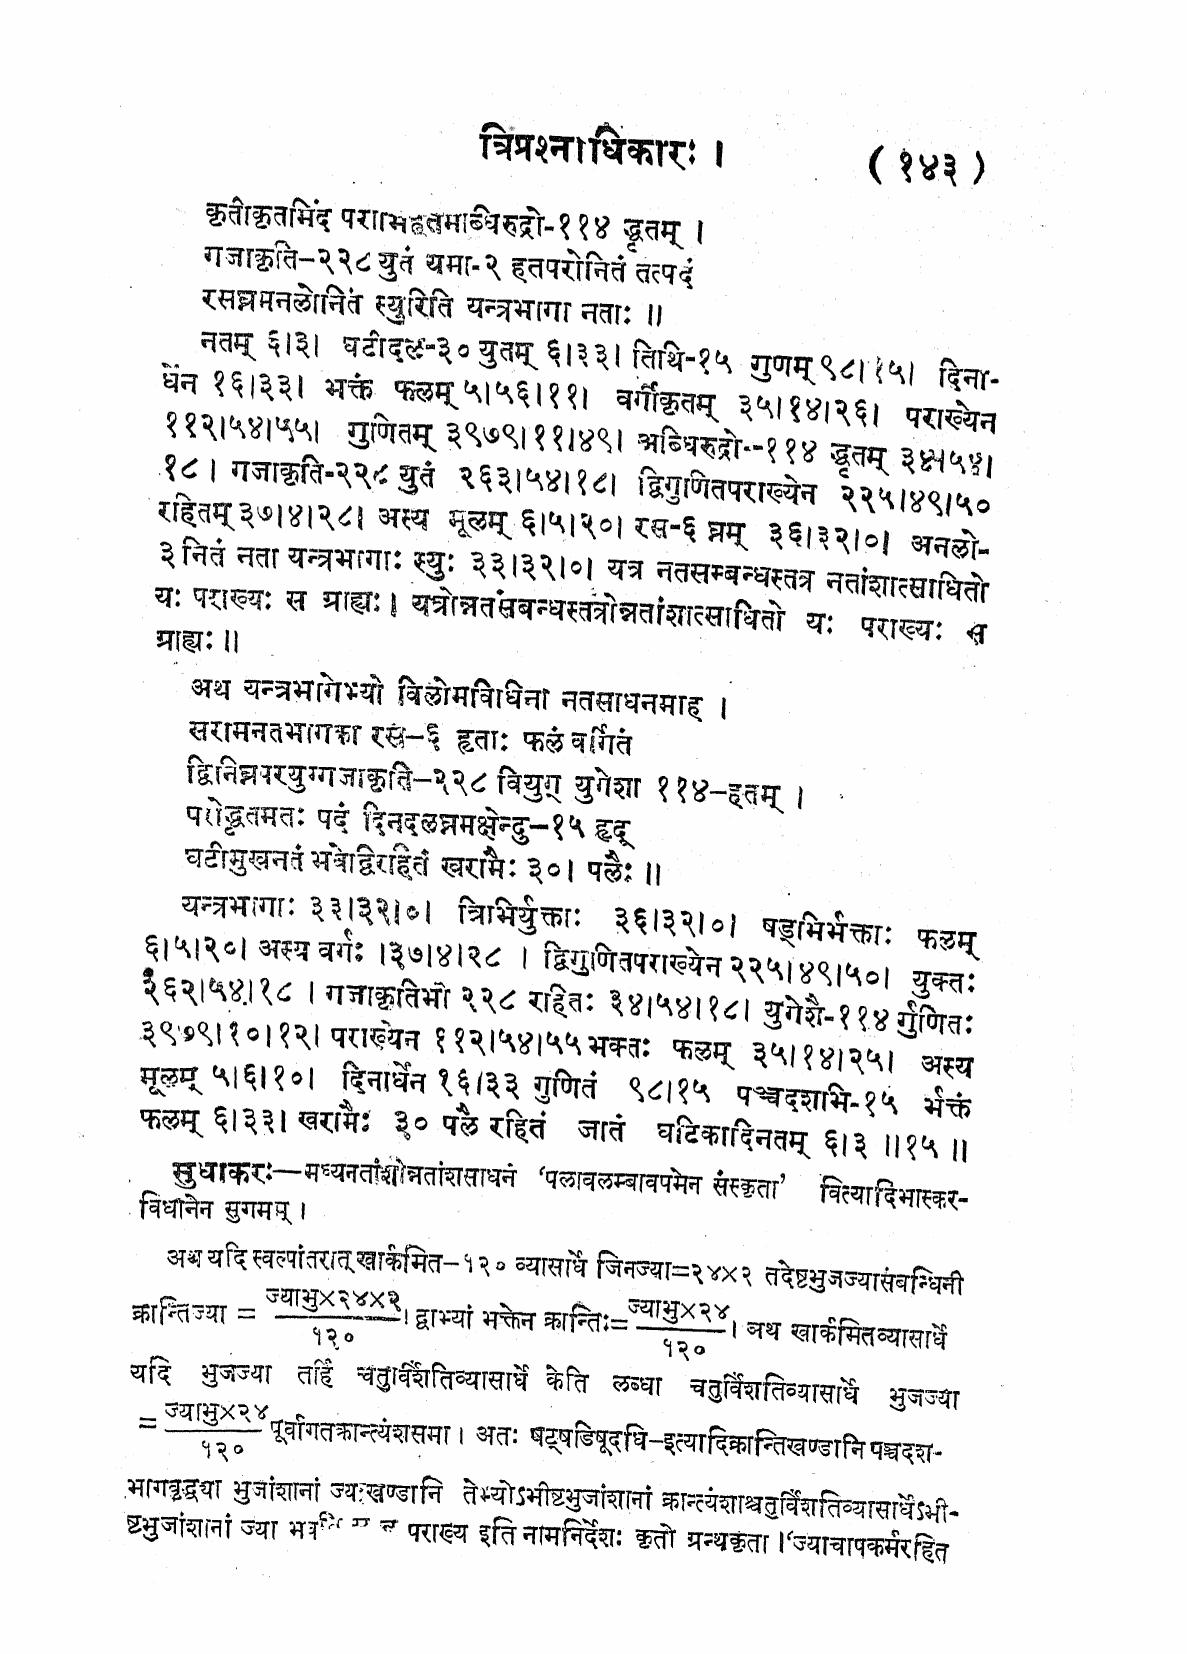 त्रिप्रश्नाधिकारः ।
( १४३ )
कृतीकृतमिंद पराभिहतमाब्धिरुद्रो-११४ द्धृतम् ।
गजाकृति-२२८ युतं यमा-२ हतपरोनितं तत्पदं
रसघ्नमनलोनितं स्युरिति यन्त्रभागा नताः ॥
नतम् ६।३। घटीदल-३० युतम् ६।३३। तिथि-१५ गुणम् ९८।१५। दिना-
र्धेन १६।३३। भक्तं फलम् ५।५६।११। वर्गीकृतम् ३५।१४।२६। पराख्येन
११२।५४।५५। गुणितम् ३९७९।११।४९। अब्धिरुद्रो--११४ द्धृतम् ३४।५४।
१८ । गजाकृति-२२८ युतं २६३।५४।१८। द्विगुणितपराख्येन २२५।४९।५०
रहितम् ३७।४।२८। अस्य मूलम् ६।५।२०। रस-६ घ्नम् ३६।३२।०। अनलो-
३ नितं नता यन्त्रभागाः स्युः ३३।३२।०। यत्र नतसम्बन्धस्तत्र नतांशात्साधितो
यः पराख्यः स ग्राह्यः। यत्रोन्नतसंबन्धस्तत्रोन्नतांशात्साधितो यः पराख्यः स
ग्राह्यः ॥
अथ यन्त्रभागेभ्यो विलोमविधिना नतसाधनमाह ।
सरामनतभागका रस-६ हृताः फलं वर्गितं
द्विनिघ्नपरयुग्गजाकृति-२२८ वियुग् युगेशा ११४-हतम् ।
परोद्धृतमतः पदं दिनदलघ्नमक्षेन्दु-१५ हृद्
घटीमुखनतं भवेद्विरहितं खरामैः ३०। पलैः ॥
यन्त्रभागाः ३३।३२।०। त्रिभिर्युक्ताः ३६।३२।०। षड्भिर्भक्ताः फलम्
६।५।२०। अस्य वर्गः ।३७।४।२८ । द्विगुणितपराख्येन २२५।४९।५०। युक्तः
२६२।५४।१८ । गजाकृतिभी २२८ रहितः ३४।५४।१८। युगेशै-११४ र्गुणितः
३९७९।१०।१२। पराख्येन ११२।५४।५५ भक्तः फलम् ३५।१४।२५। अस्य
मूलम् ५।६।१०। दिनार्धेन १६।३३ गुणितं ९८।१५ पञ्चदशाभि-१५ र्भक्तं
फलम् ६।३३। खरामैः ३० पलै रहितं जातं घटिकादिनतम् ६।३ ॥१५॥
सुधाकरः—मध्यनतांशोन्नतांशसाधनं ‘पलावलम्बावपमेन संस्कृता’ वित्यादिभास्कर-
विधानेन सुगमम् ।
अथ यदि स्वल्पांतरात् खार्कमित-१२० व्यासार्धे जिनज्या=२४×२ तदेष्टभुजज्यासंबन्धिनी
क्रान्तिज्या = ज्याभु×२४×२/१२०। द्वाभ्यां भक्तेन क्रान्तिः= ज्याभु×२४/१२०। अथ खार्कमितव्यासार्धे
यदि भुजज्या तर्हि चतुर्विंशतिव्यासार्धे केति लब्धा चतुर्विंशतिव्यासार्धे भुजज्या
= ज्याभु×२४/१२० पूर्वागतक्रान्त्यंशसमा। अतः षट्षडिषूदधि-इत्यादिक्रान्तिखण्डानि पञ्चदश-
भागवृद्ध्या भुजांशानां ज्याखण्डानि तेभ्योऽभीष्टभुजांशानां क्रान्त्यंशाश्चतुर्विंशतिव्यासार्धेऽभी-
ष्टभुजांशानां ज्या पराख्य इति नामनिर्देशः कृतो ग्रन्थकृता ।‘ज्याचापकर्मरहित